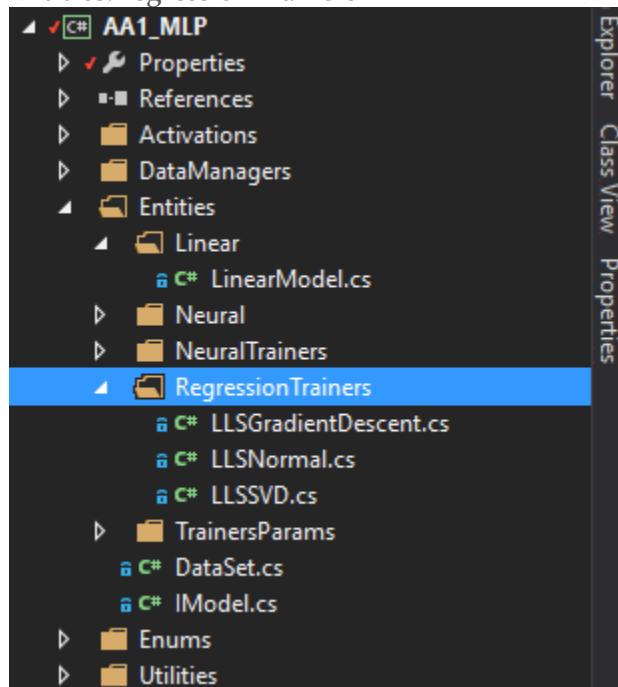 C# AA1_MLP
Properties
References
Activations
DataManagers
Entities
Linear
C# LinearModel.cs
Neural
NeuralTrainers
RegressionTrainers
C# LLSGradientDescent.cs
C# LLSNormal.cs
C# LLSSVD.cs
TrainersParams
C# DataSet.cs
C# IModel.cs
Enums
Utilities
Explorer
Class View
Properties